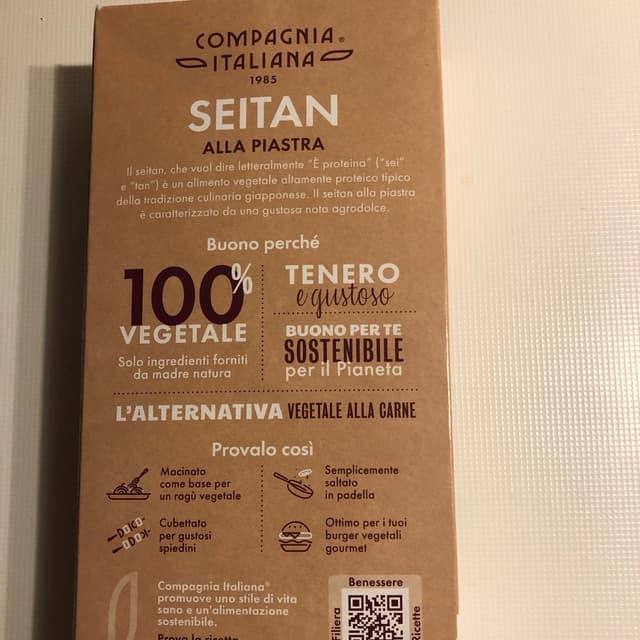 COMPAGNIA®
ITALIANA
1985
SEITAN
ALLA PIASTRA
Il seitan, che vuol dire letteralmente “È proteina” (“sei”
e “tan”) è un alimento vegetale altamente proteico tipico
della tradizione culinaria giapponese. Il seitan alla piastra
è caratterizzato da una gustosa nota agrodolce.
Buono perché
100%
VEGETALE
Solo ingredienti forniti
da madre natura
TENERO
e gustoso
BUONO PER TE
SOSTENIBILE
per il Pianeta
L'ALTERNATIVA VEGETALE ALLA CARNE
Provalo così
Macinato
come base per
un ragù vegetale
Semplicemente
saltato
in padella
Cubettato
per gustosi
spiedini
Ottimo per i tuoi
burger vegetali
gourmet
Compagnia Italiana®
promuove uno stile di vita
sano e un'alimentazione
sostenibile.
Prova la ricetta
Benessere
Filiera
Ricette